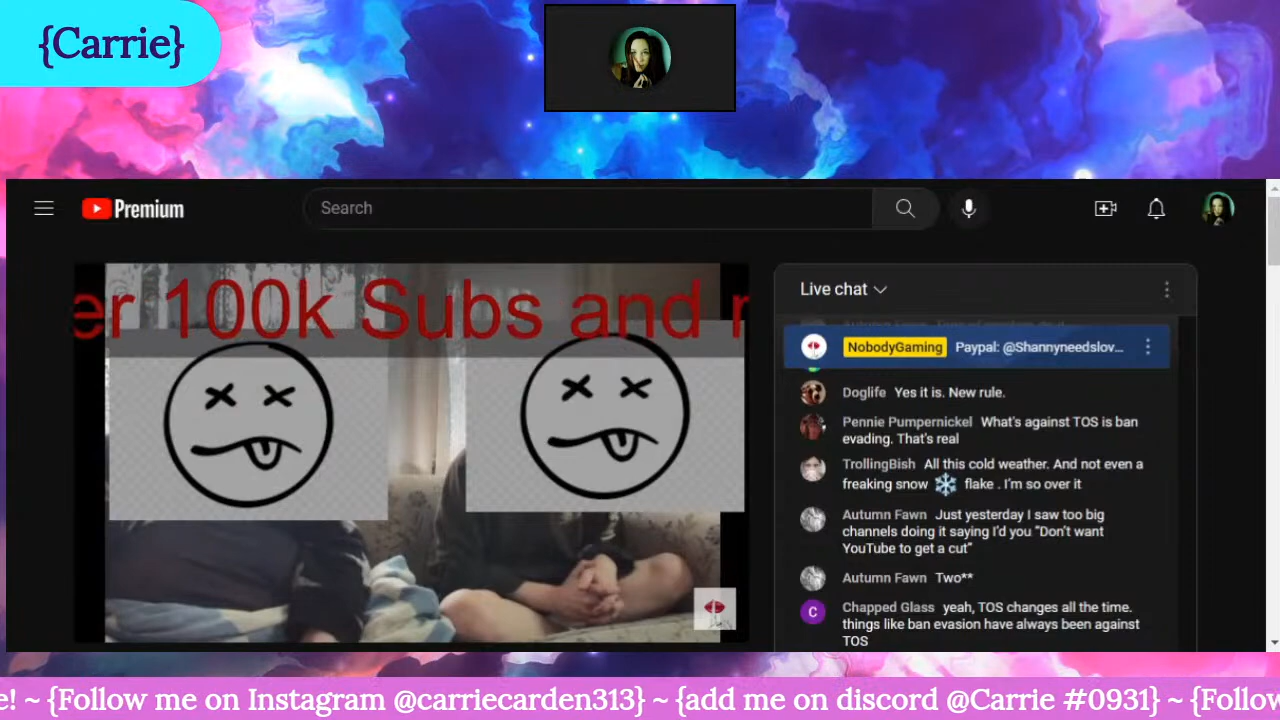 {Carrie}
Premium
Search
er 100k Subs and
Live chat
NobodyGaming Paypal: @Shannyneedslov...
Doglife Yes it is. New rule.
Pennie Pumpernickel What's against TOS is ban
evading. That's real
TrollingBish All this cold weather. And not even a
freaking snow ❄ flake . I'm so over it
Autumn Fawn Just yesterday I saw too big
channels doing it saying I'd you “Don't want
YouTube to get a cut”
Autumn Fawn Two**
C
Chapped Glass yeah, TOS changes all the time.
things like ban evasion have always been against
TOS
e! ~ {Follow me on Instagram @carriecarden313} ~ {add me on discord @Carrie #0931} ~ {Follow